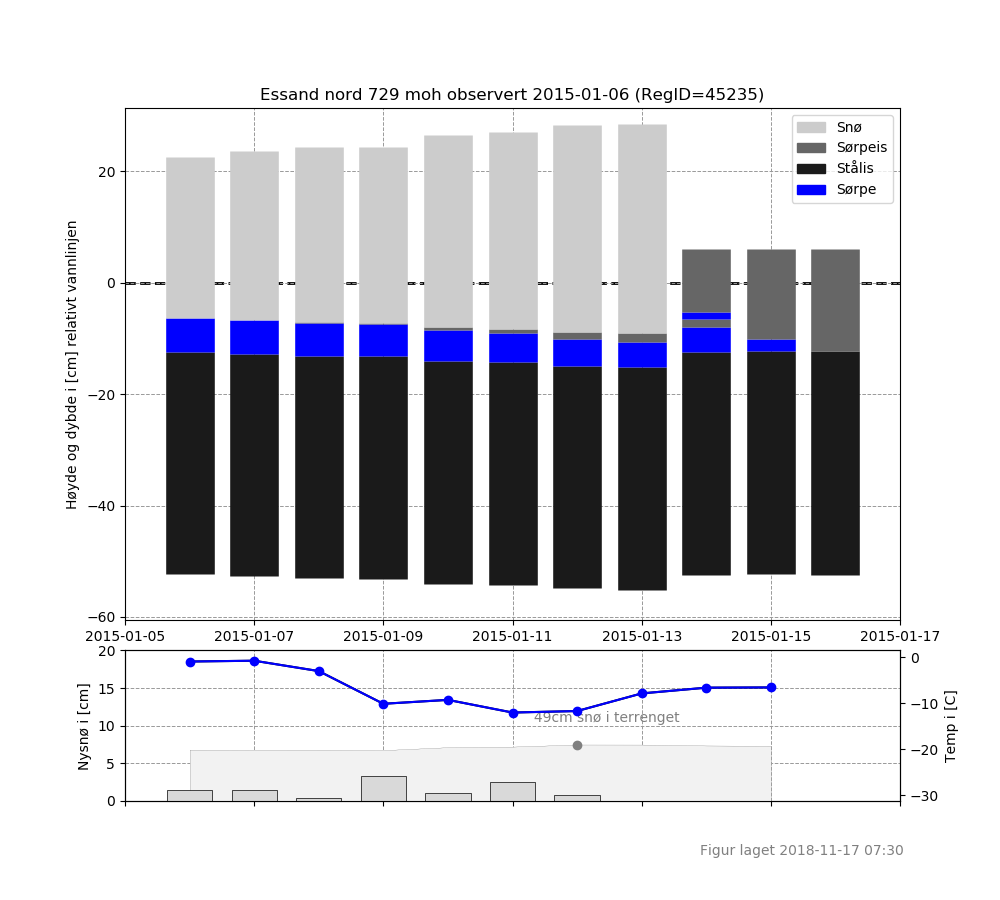 Essand nord 729 moh observert 2015-01-06 (RegID=45235)
Snø
Sørpeis
Stålis
Sørpe
Høyde og dybde i [cm] relativt vannlinjen
20
0
−20
−40
−60
2015-01-05 2015-01-07 2015-01-09 2015-01-11 2015-01-13 2015-01-15 2015-01-17
Nysnø i [cm]
20
15
10
5
0
49cm snø i terrenget
0
−10
−20
−30
Temp i [C]
Figur laget 2018-11-17 07:30